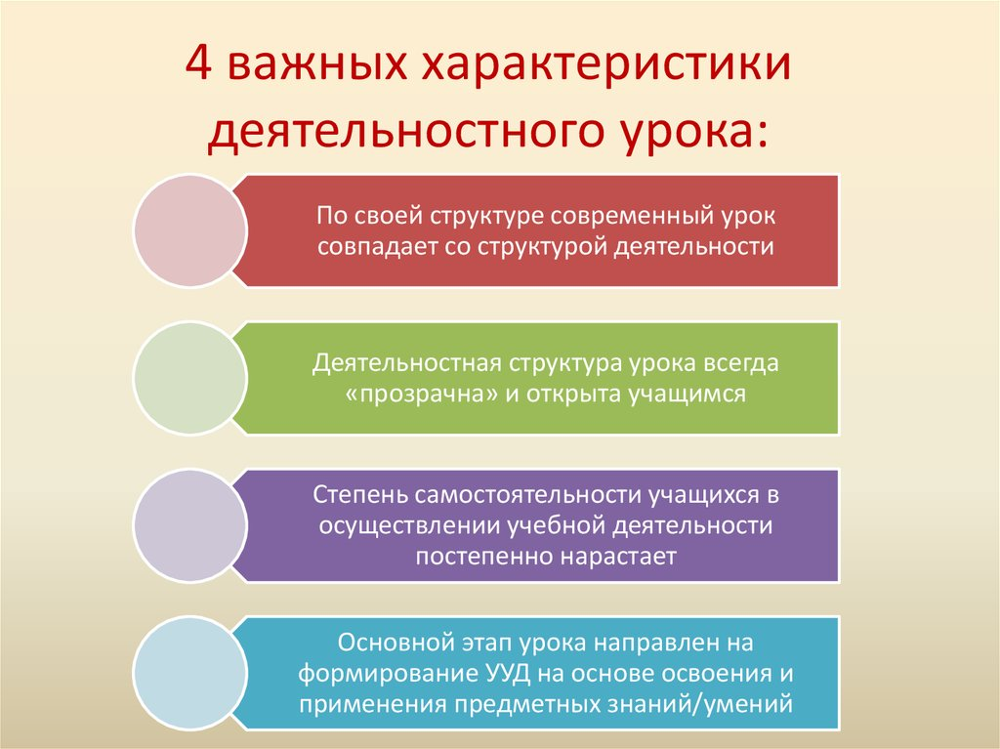 4 важных характеристики
деятельностного урока:
По своей структуре современный урок
совпадает со структурой деятельности
Деятельностная структура урока всегда
«прозрачна» и открыта учащимся
Степень самостоятельности учащихся в
осуществлении учебной деятельности
постепенно нарастает
Основной этап урока направлен на
формирование УУД на основе освоения и
применения предметных знаний/умений